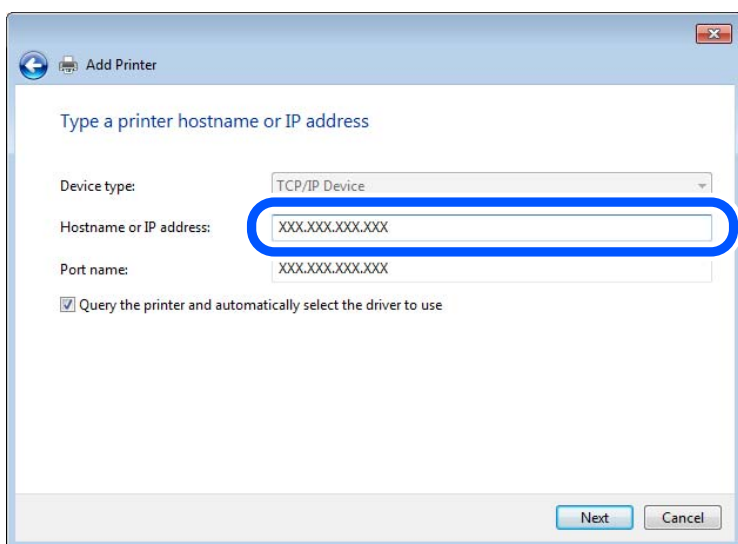 Add Printer
Type a printer hostname or IP address
Device type: TCP/IP Device
Hostname or IP address: XXX.XXX.XXX.XXX
Port name: XXX.XXX.XXX.XXX
Query the printer and automatically select the driver to use
Next Cancel